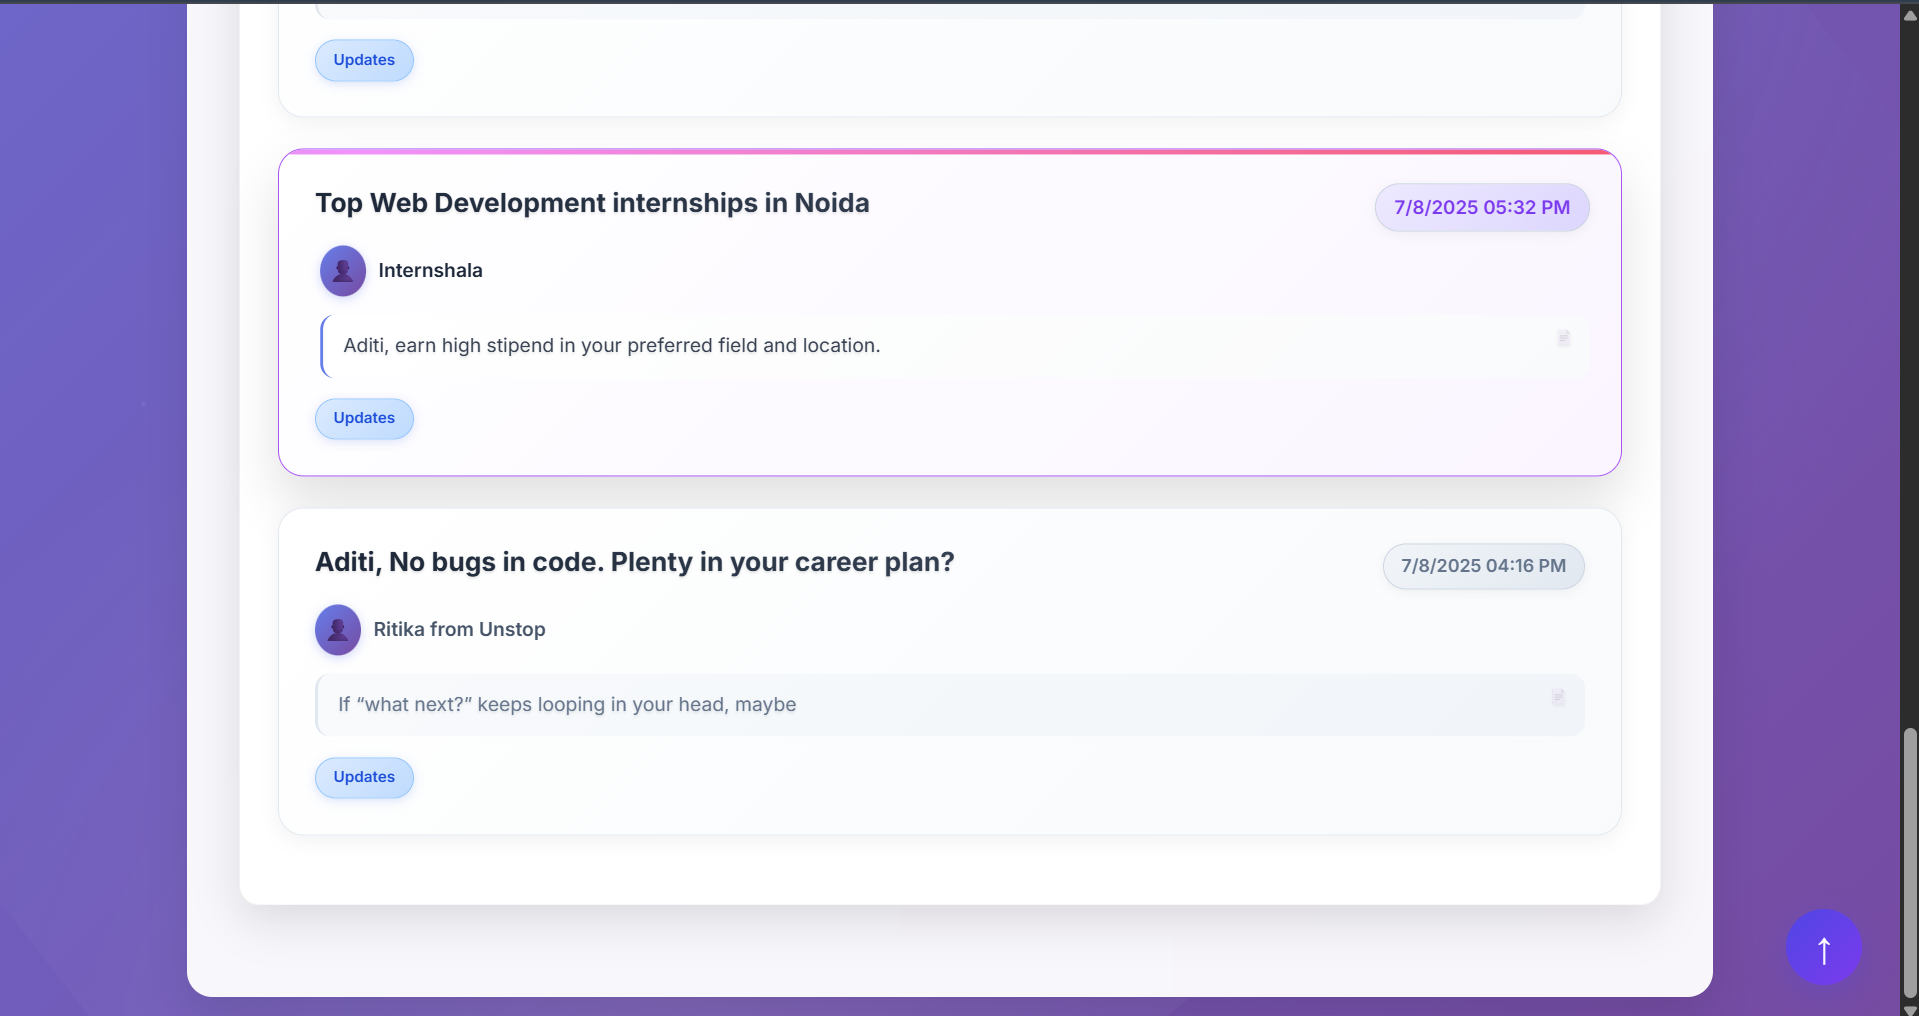 Updates
Top Web Development internships in Noida
7/8/2025 05:32 PM
Internshala
Aditi, earn high stipend in your preferred field and location.
Updates
Aditi, No bugs in code. Plenty in your career plan?
7/8/2025 04:16 PM
Ritika from Unstop
If “what next?” keeps looping in your head, maybe
Updates
↑